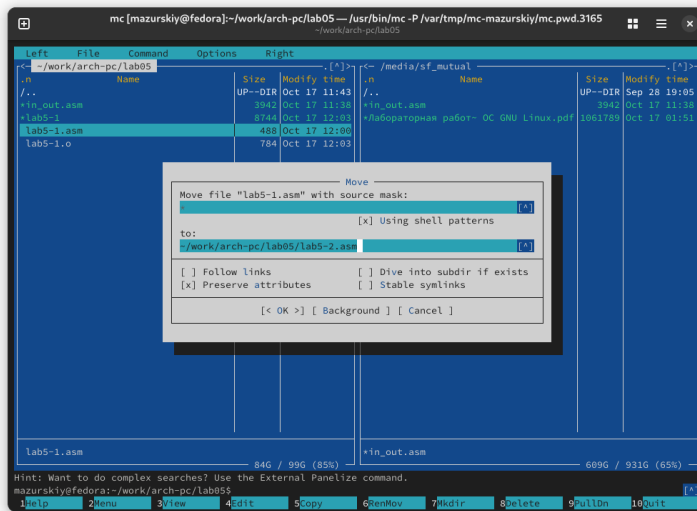 mc [mazurskiy@fedora]:~/work/arch-pc/lab05 — /usr/bin/mc -P /var/tmp/mc-mazurskiy/mc.pwd.3165
~/work/arch-pc/lab05
Left File Command Options Right
<— ~/work/arch-pc/lab05 —.[^]> <— /media/sf_mutual —.[^]>
.n Name Size Modify time .n Name Size Modify time
/.. UP--DIR Oct 17 11:43 /.. UP--DIR Sep 28 19:05
*in_out.asm 3942 Oct 17 11:38 *in_out.asm 3942 Oct 17 11:38
*lab5-1 8744 Oct 17 12:03 *Лабораторная работ~ ОС GNU Linux.pdf 1061789 Oct 17 01:51
lab5-1.asm 488 Oct 17 12:00
lab5-1.o 784 Oct 17 12:03
Move
Move file "lab5-1.asm" with source mask:
* [^]
[x] Using shell patterns
to:
~/work/arch-pc/lab05/lab5-2.asm [^]
[ ] Follow links [ ] Dive into subdir if exists
[x] Preserve attributes [ ] Stable symlinks
[< OK >] [ Background ] [ Cancel ]
lab5-1.asm *in_out.asm
84G / 99G (85%) 609G / 931G (65%)
Hint: Want to do complex searches? Use the External Panelize command.
mazurskiy@fedora:~/work/arch-pc/lab05$ [^]
1Help 2Menu 3View 4Edit 5Copy 6RenMov 7Mkdir 8Delete 9PullDn 10Quit